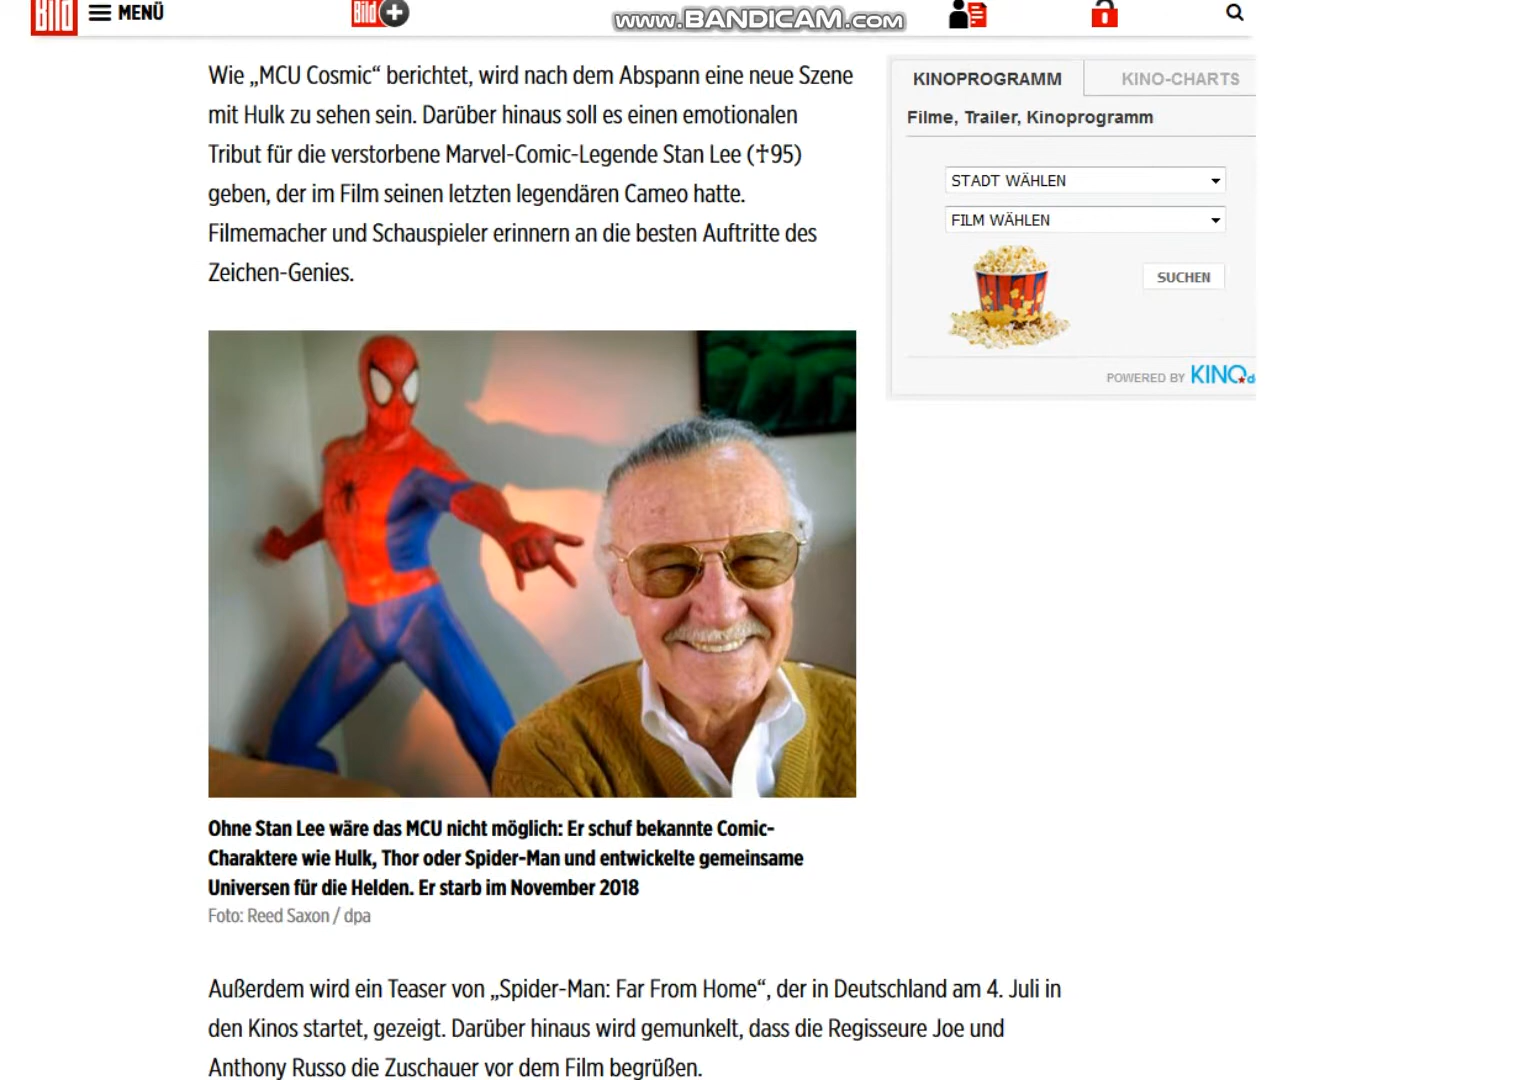 Bild
MENÜ
Bild +
www.BANDICAM.com
Wie „MCU Cosmic“ berichtet, wird nach dem Abspann eine neue Szene
mit Hulk zu sehen sein. Darüber hinaus soll es einen emotionalen
Tribut für die verstorbene Marvel-Comic-Legende Stan Lee (✝95)
geben, der im Film seinen letzten legendären Cameo hatte.
Filmemacher und Schauspieler erinnern an die besten Auftritte des
Zeichen-Genies.
KINOPROGRAMM
KINO-CHARTS
Filme, Trailer, Kinoprogramm
STADT WÄHLEN
FILM WÄHLEN
SUCHEN
POWERED BY KINO.d
Ohne Stan Lee wäre das MCU nicht möglich: Er schuf bekannte Comic-
Charaktere wie Hulk, Thor oder Spider-Man und entwickelte gemeinsame
Universen für die Helden. Er starb im November 2018
Foto: Reed Saxon / dpa
Außerdem wird ein Teaser von „Spider-Man: Far From Home“, der in Deutschland am 4. Juli in
den Kinos startet, gezeigt. Darüber hinaus wird gemunkelt, dass die Regisseure Joe und
Anthony Russo die Zuschauer vor dem Film begrüßen.